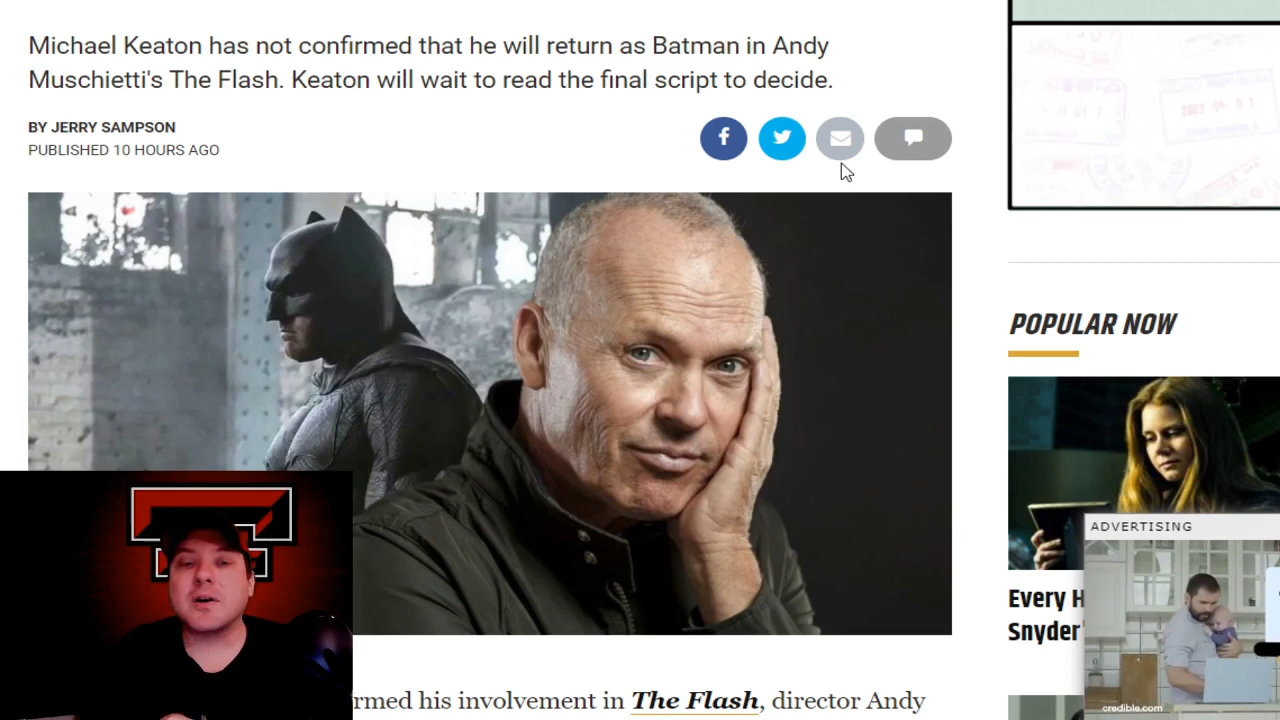 Michael Keaton has not confirmed that he will return as Batman in Andy
Muschietti's The Flash. Keaton will wait to read the final script to decide.
BY JERRY SAMPSON
PUBLISHED 10 HOURS AGO
POPULAR NOW
ADVERTISING
Every H
Snyder'
credible.com
rmed his involvement in The Flash, director Andy